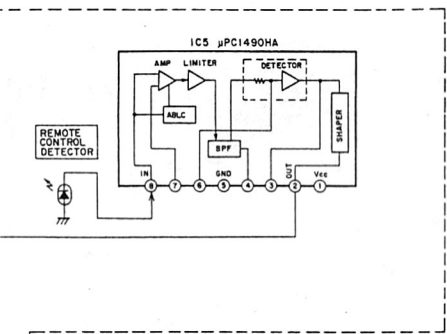 IC5 μPC1490HA
AMP LIMITER
DETECTOR
ABLC
SHAPER
REMOTE
CONTROL
DETECTOR
BPF
IN GND OUT Vcc
8 7 6 5 4 3 2 1